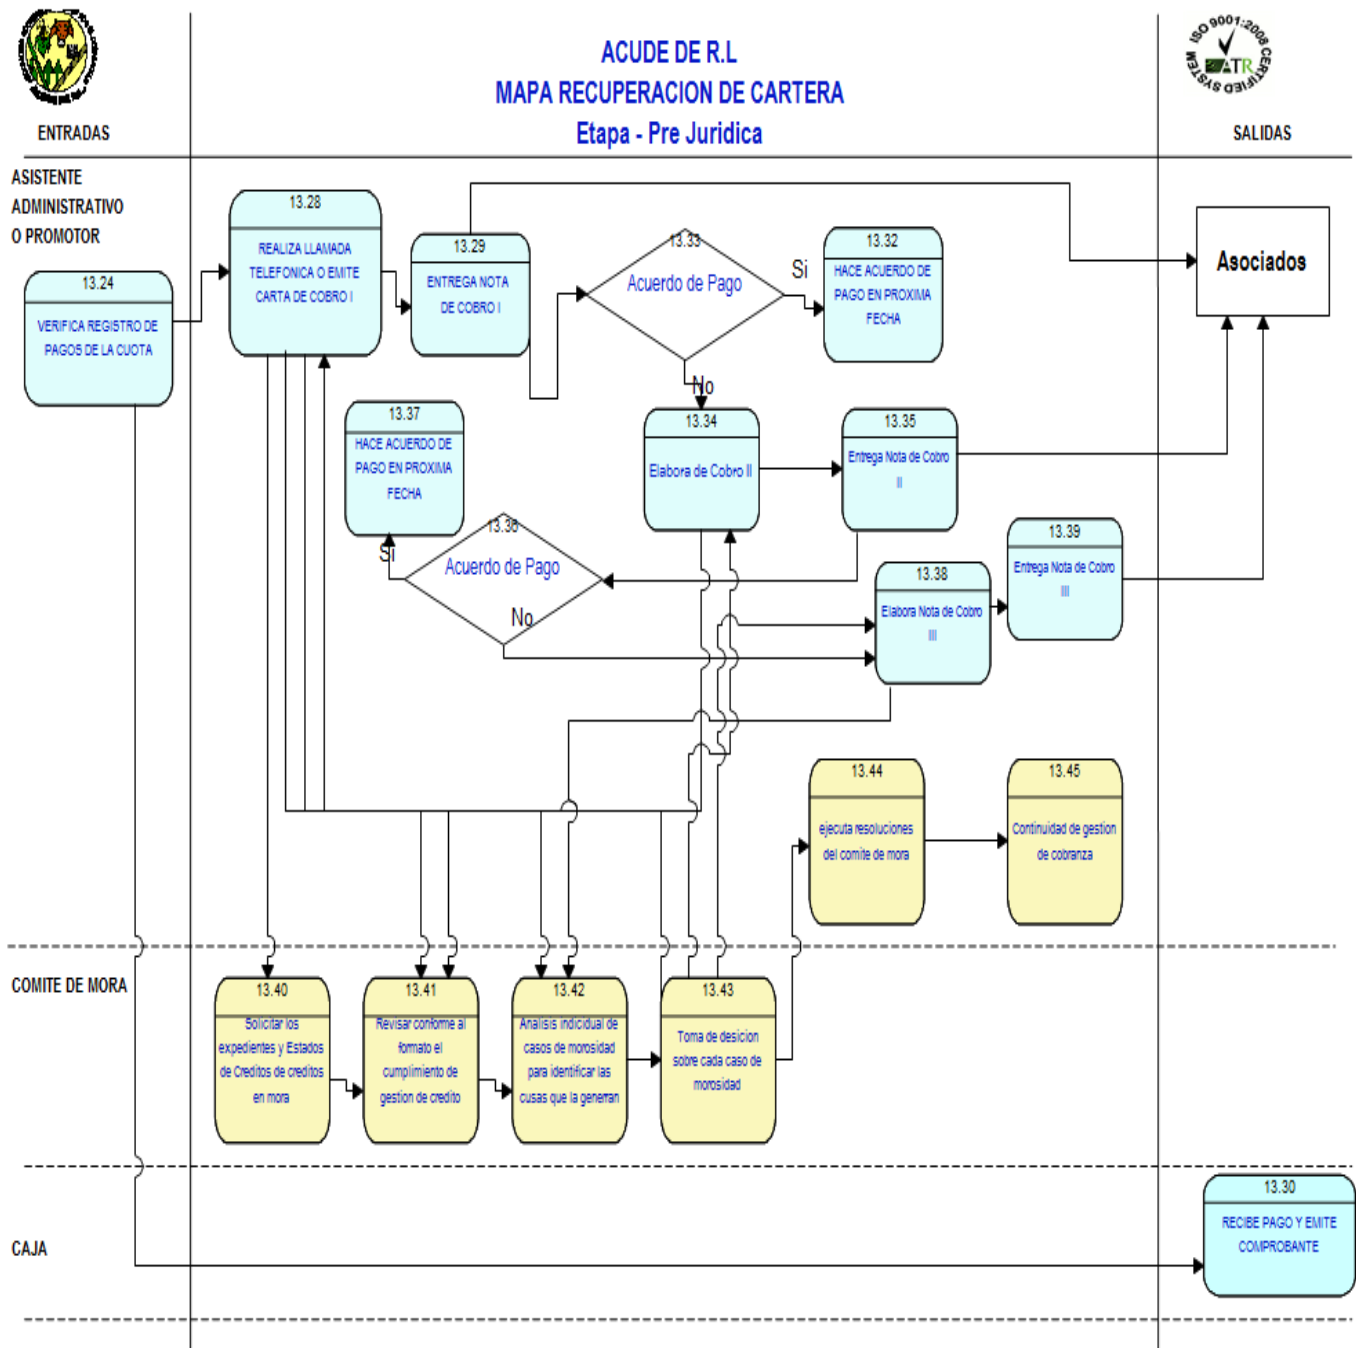 ACUDE DE R.L
MAPA RECUPERACION DE CARTERA
Etapa - Pre Juridica
ISO 9001:2008 CERTIFIED SYSTEM
ATR
ENTRADAS
SALIDAS
ASISTENTE
ADMINISTRATIVO
O PROMOTOR
13.24
VERIFICA REGISTRO DE
PAGOS DE LA CUOTA
13.28
REALIZA LLAMADA
TELEFONICA O EMITE
CARTA DE COBRO I
13.29
ENTREGA NOTA
DE COBRO I
13.33
Acuerdo de Pago
Si
No
13.32
HACE ACUERDO DE
PAGO EN PROXIMA
FECHA
Asociados
13.37
HACE ACUERDO DE
PAGO EN PROXIMA
FECHA
13.34
Elabora de Cobro II
13.35
Entrega Nota de Cobro
II
13.36
Acuerdo de Pago
Si
No
13.38
Elabora Nota de Cobro
III
13.39
Entrega Nota de Cobro
III
13.44
ejecuta resoluciones
del comite de mora
13.45
Continuidad de gestion
de cobranza
COMITE DE MORA
13.40
Solicitar los
expedientes y Estados
de Creditos de creditos
en mora
13.41
Revisar conforme al
formato el
cumplimiento de
gestion de credito
13.42
Analisis indicidual de
casos de morosidad
para identificar las
cusas que la generran
13.43
Toma de desicion
sobre cada caso de
morosidad
CAJA
13.30
RECIBE PAGO Y EMITE
COMPROBANTE